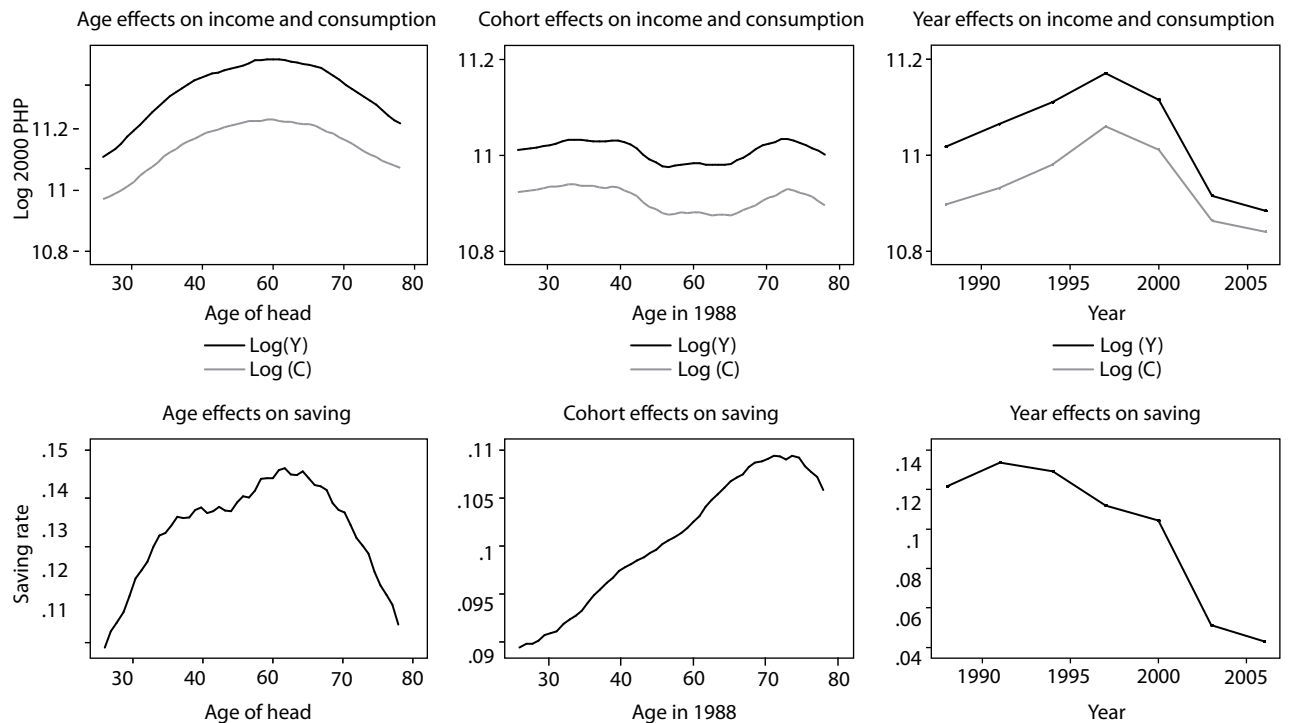 Age effects on income and consumption
Log 2000 PHP
11.2
11
10.8
30 40 60 70 80
Age of head
Log(Y)
Log (C)
Cohort effects on income and consumption
11.2
11
10.8
30 40 60 70 80
Age in 1988
Log(Y)
Log (C)
Year effects on income and consumption
11.2
11
10.8
1990 1995 2000 2005
Year
Log (Y)
Log (C)
Age effects on saving
Saving rate
.15
.14
.13
.12
.11
30 40 60 70 80
Age of head
Cohort effects on saving
.11
.105
.1
.095
.09
30 40 60 70 80
Age in 1988
Year effects on saving
.14
.12
.1
.08
.06
.04
1990 1995 2000 2005
Year